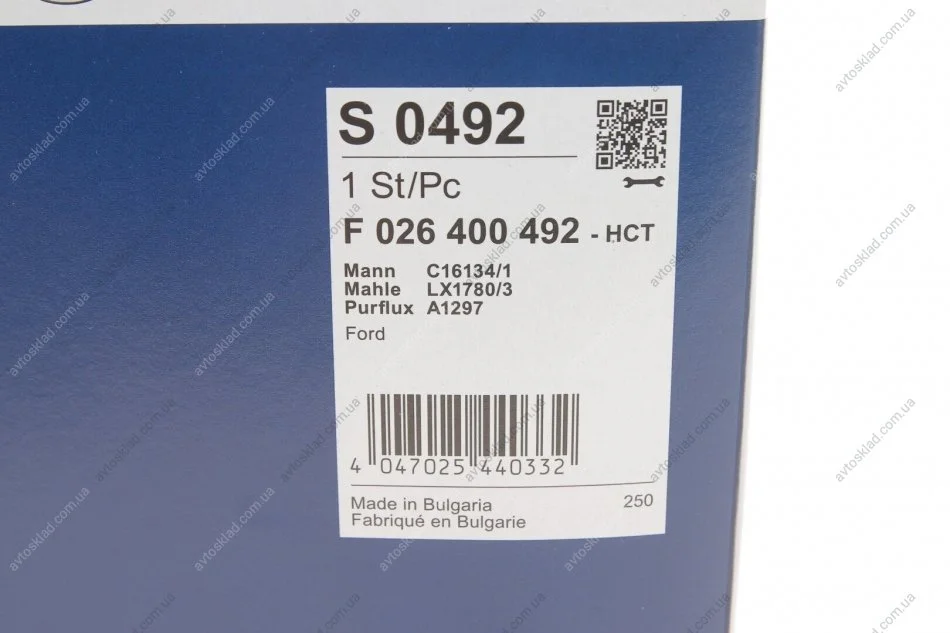 S 0492
1 St/Pc
F 026 400 492 - HCT
Mann C16134/1
Mahle LX1780/3
Purflux A1297
Ford
4 047025 440332
Made in Bulgaria 250
Fabriqué en Bulgarie
avtosklad.com.ua